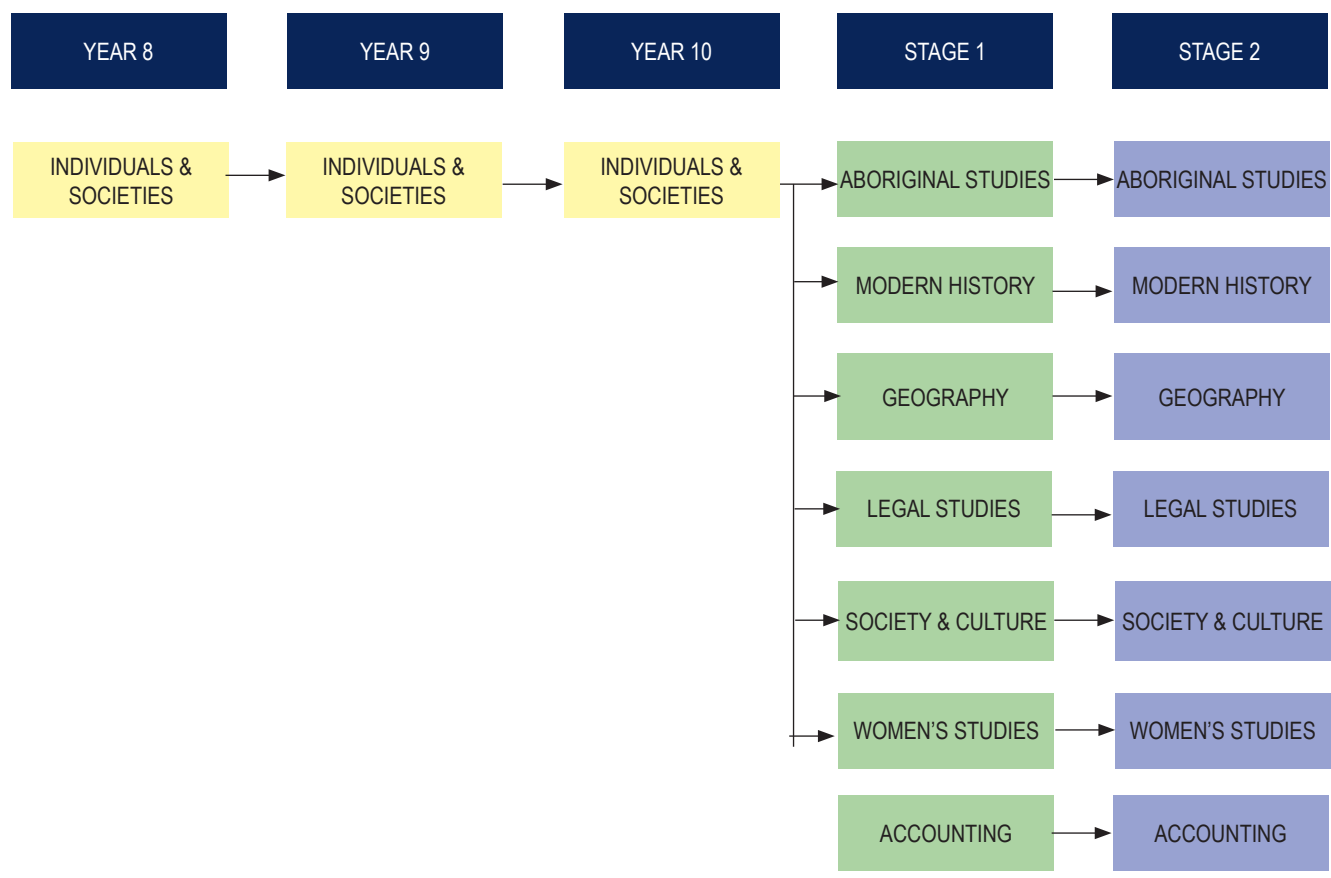 YEAR 8
YEAR 9
YEAR 10
STAGE 1
STAGE 2
INDIVIDUALS &
SOCIETIES
INDIVIDUALS &
SOCIETIES
INDIVIDUALS &
SOCIETIES
ABORIGINAL STUDIES
ABORIGINAL STUDIES
MODERN HISTORY
MODERN HISTORY
GEOGRAPHY
GEOGRAPHY
LEGAL STUDIES
LEGAL STUDIES
SOCIETY & CULTURE
SOCIETY & CULTURE
WOMEN'S STUDIES
WOMEN'S STUDIES
ACCOUNTING
ACCOUNTING